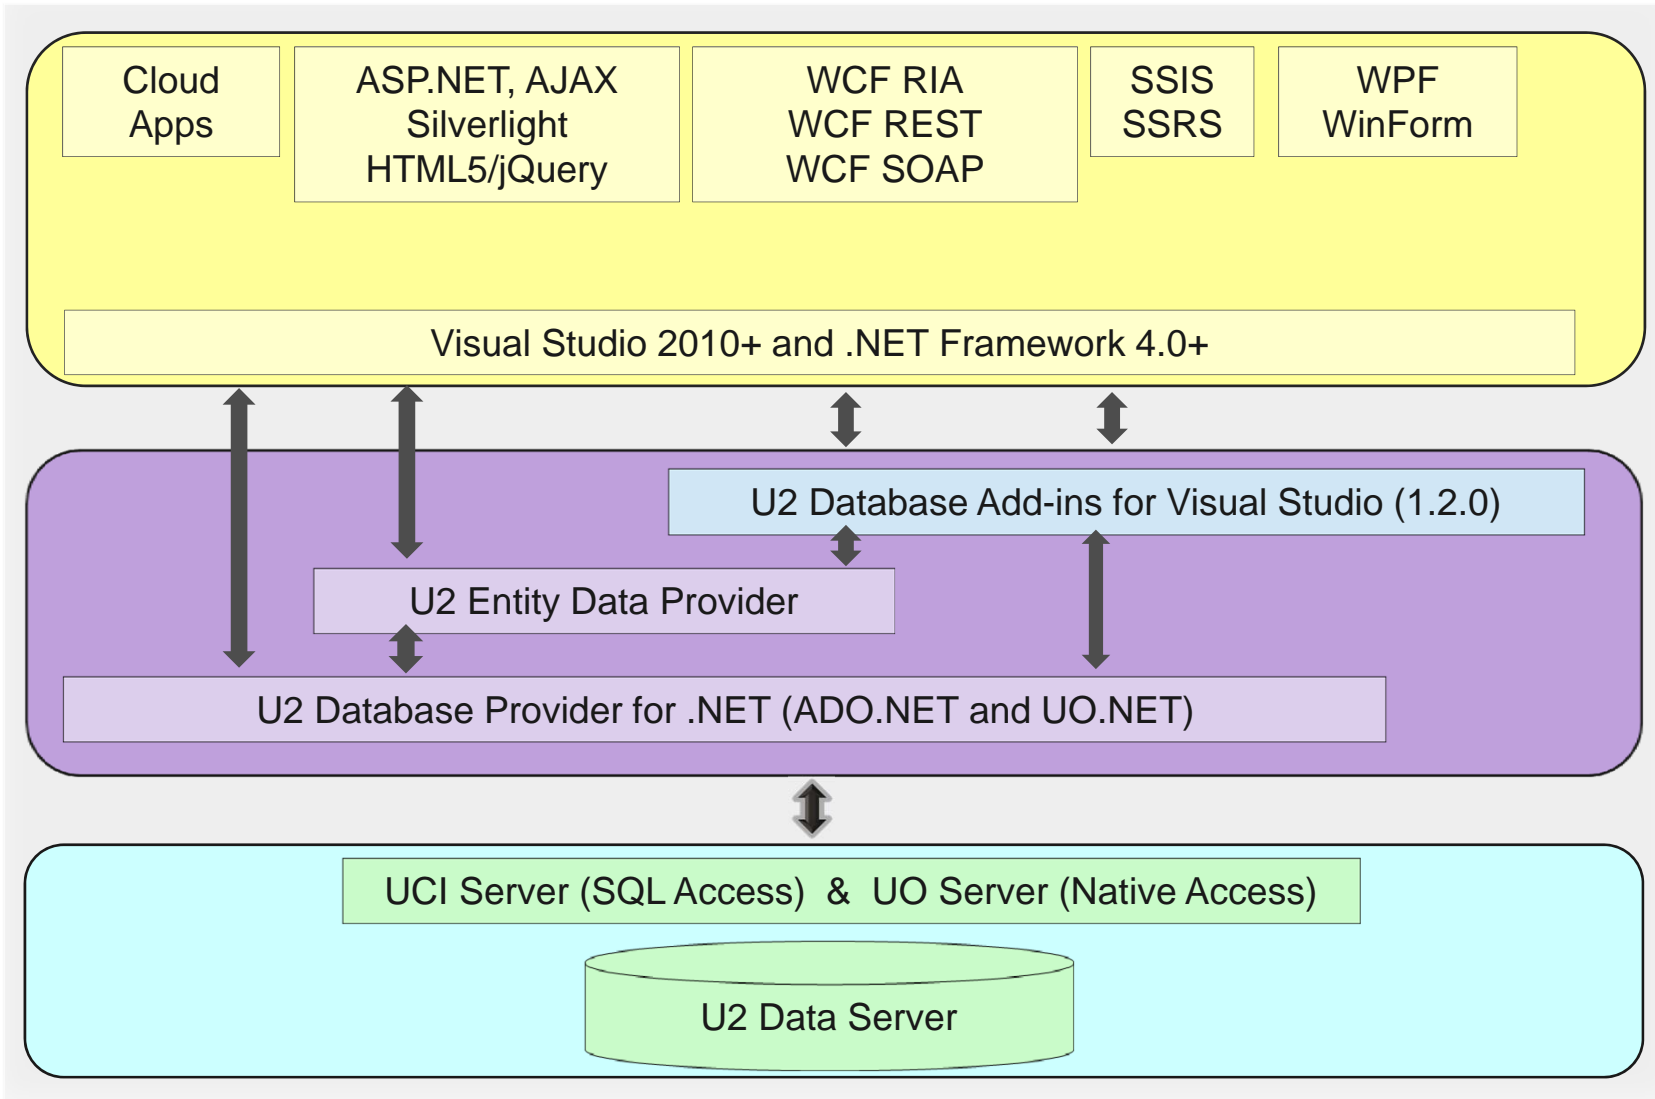 Cloud
Apps
ASP.NET, AJAX
Silverlight
HTML5/jQuery
WCF RIA
WCF REST
WCF SOAP
SSIS
SSRS
WPF
WinForm
Visual Studio 2010+ and .NET Framework 4.0+
U2 Database Add-ins for Visual Studio (1.2.0)
U2 Entity Data Provider
U2 Database Provider for .NET (ADO.NET and UO.NET)
UCI Server (SQL Access) & UO Server (Native Access)
U2 Data Server